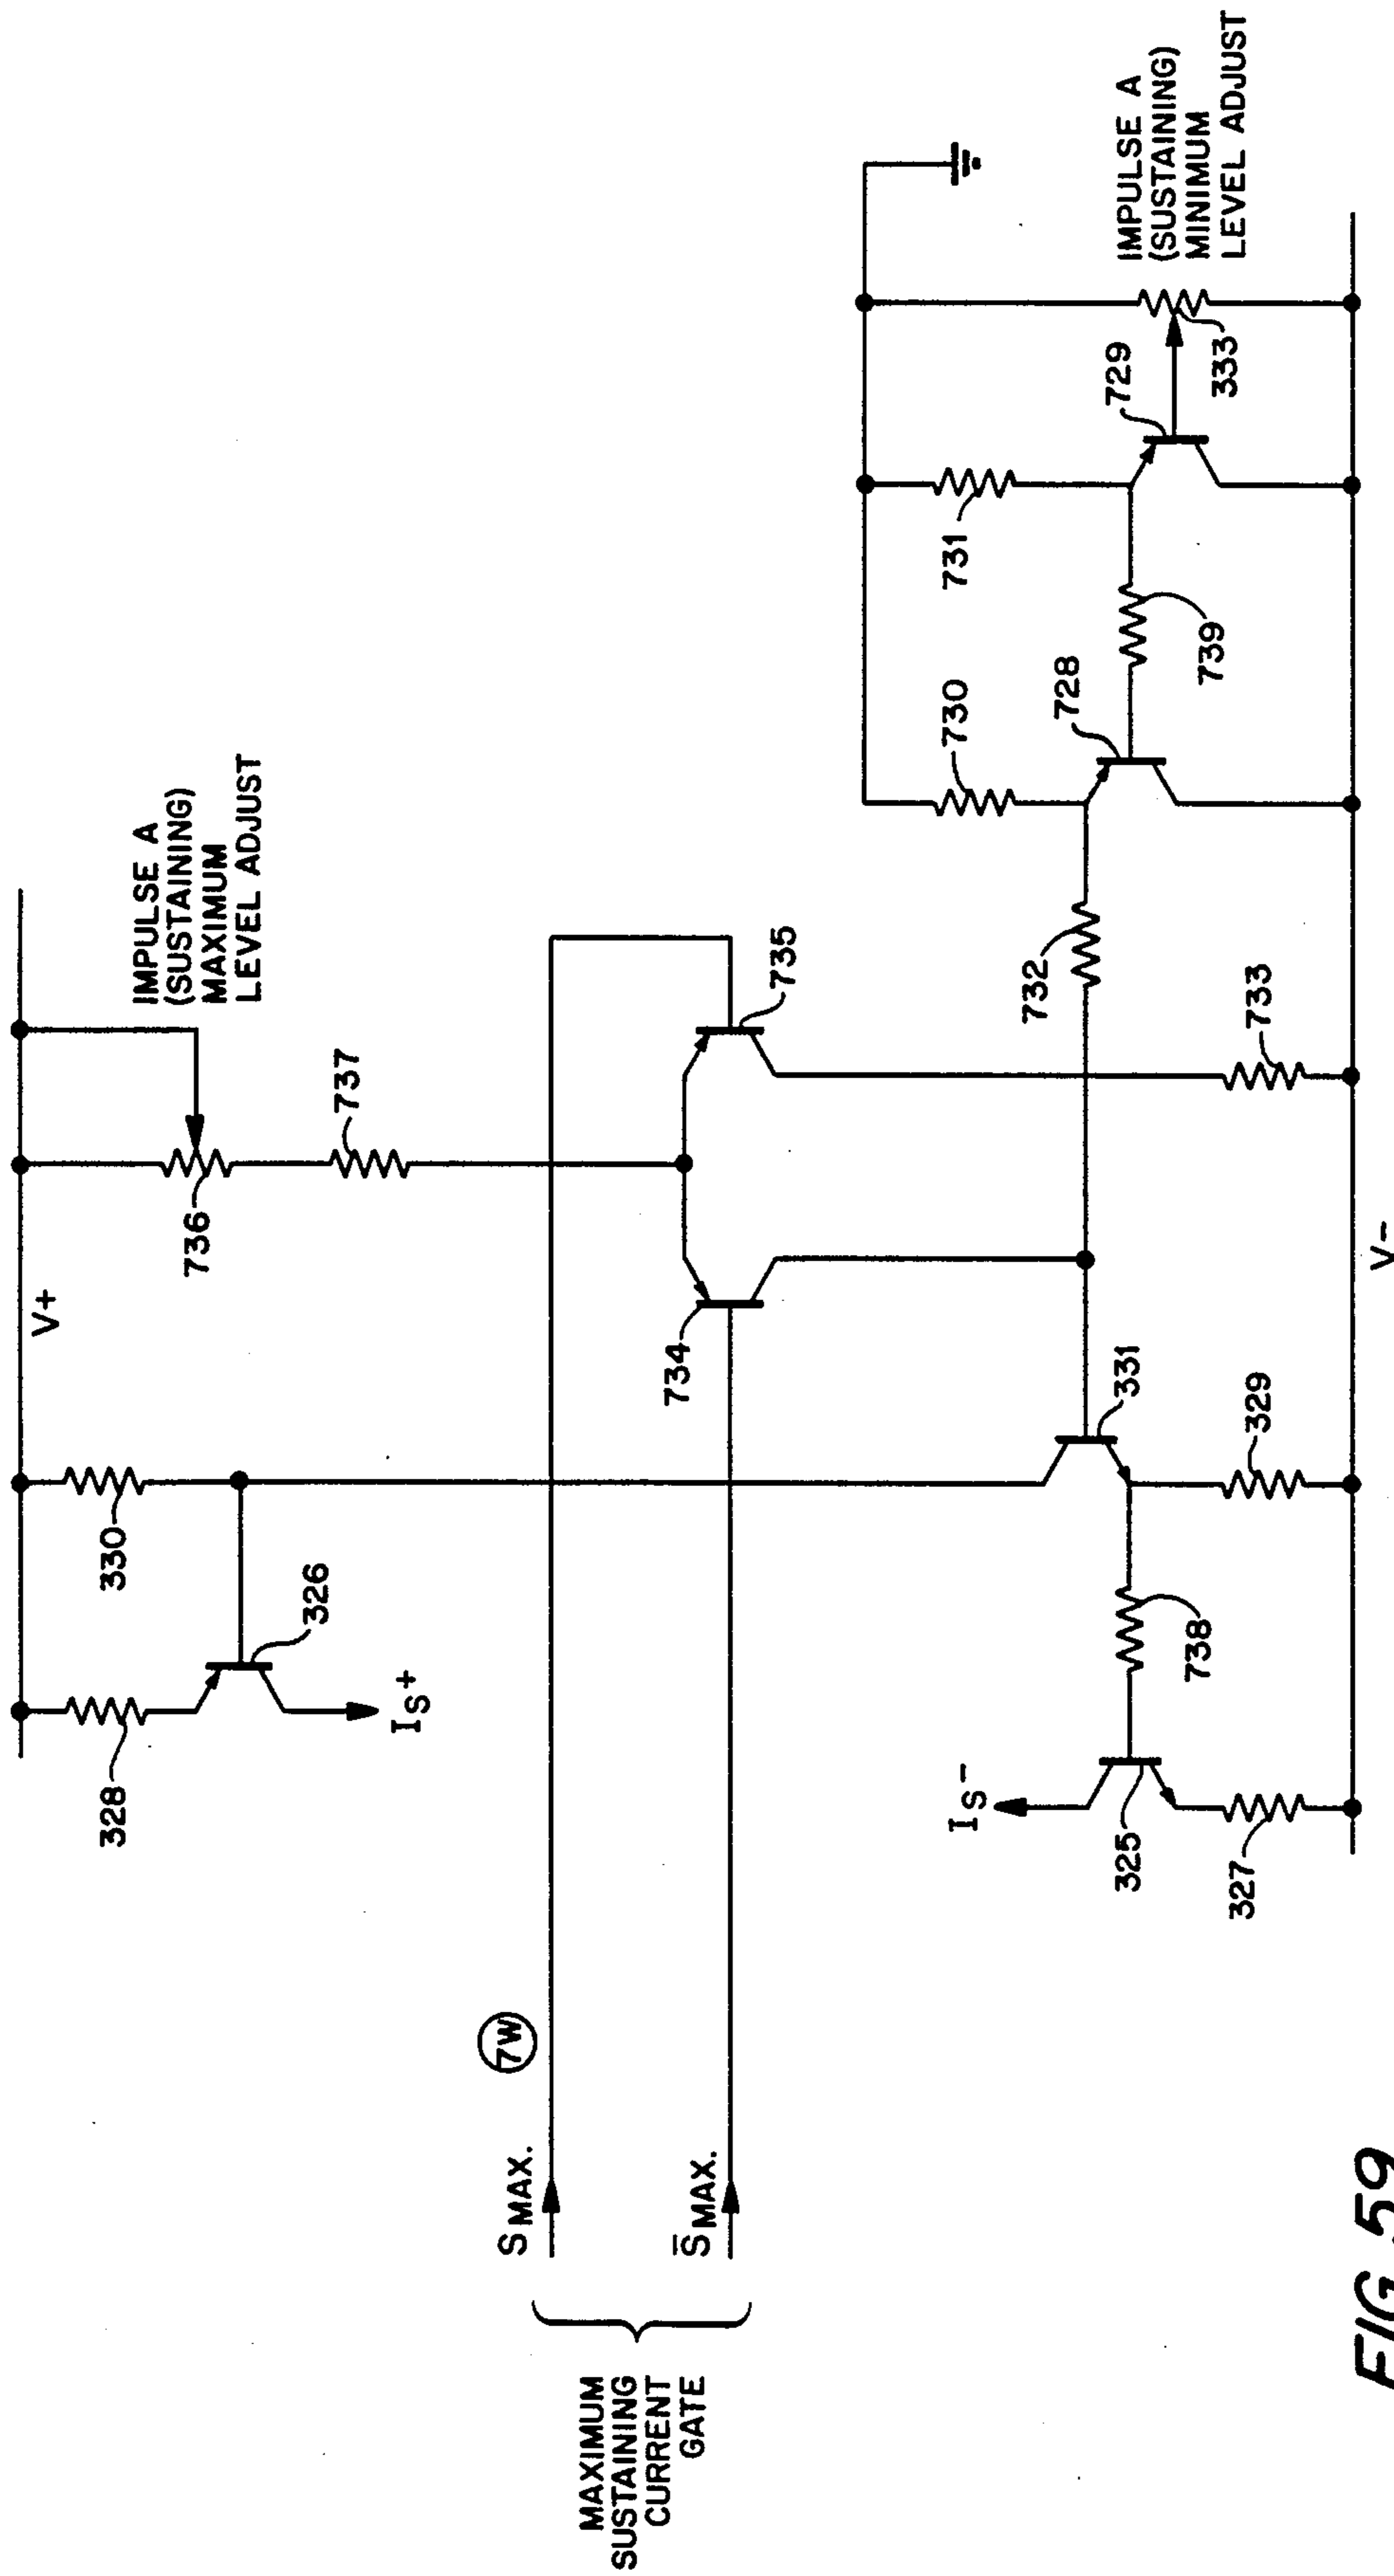 V+
IMPULSE A
(SUSTAINING)
MAXIMUM
LEVEL ADJUST
328
330
326
IS+
736
737
MAXIMUM
SUSTAINING
CURRENT
GATE
SMAX.
7W
S̄MAX.
734
735
IS-
325
327
738
331
329
732
733
730
728
739
731
729
333
IMPULSE A
(SUSTAINING)
MINIMUM
LEVEL ADJUST
V-
FIG. 59